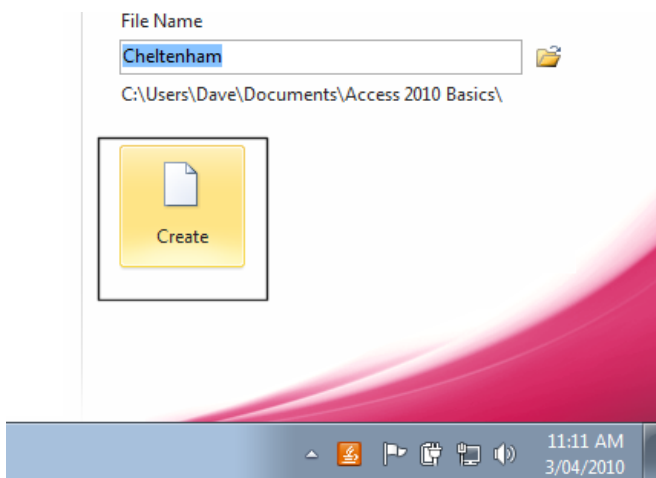 File Name
Cheltenham
C:\Users\Dave\Documents\Access 2010 Basics\
Create
11:11 AM
3/04/2010